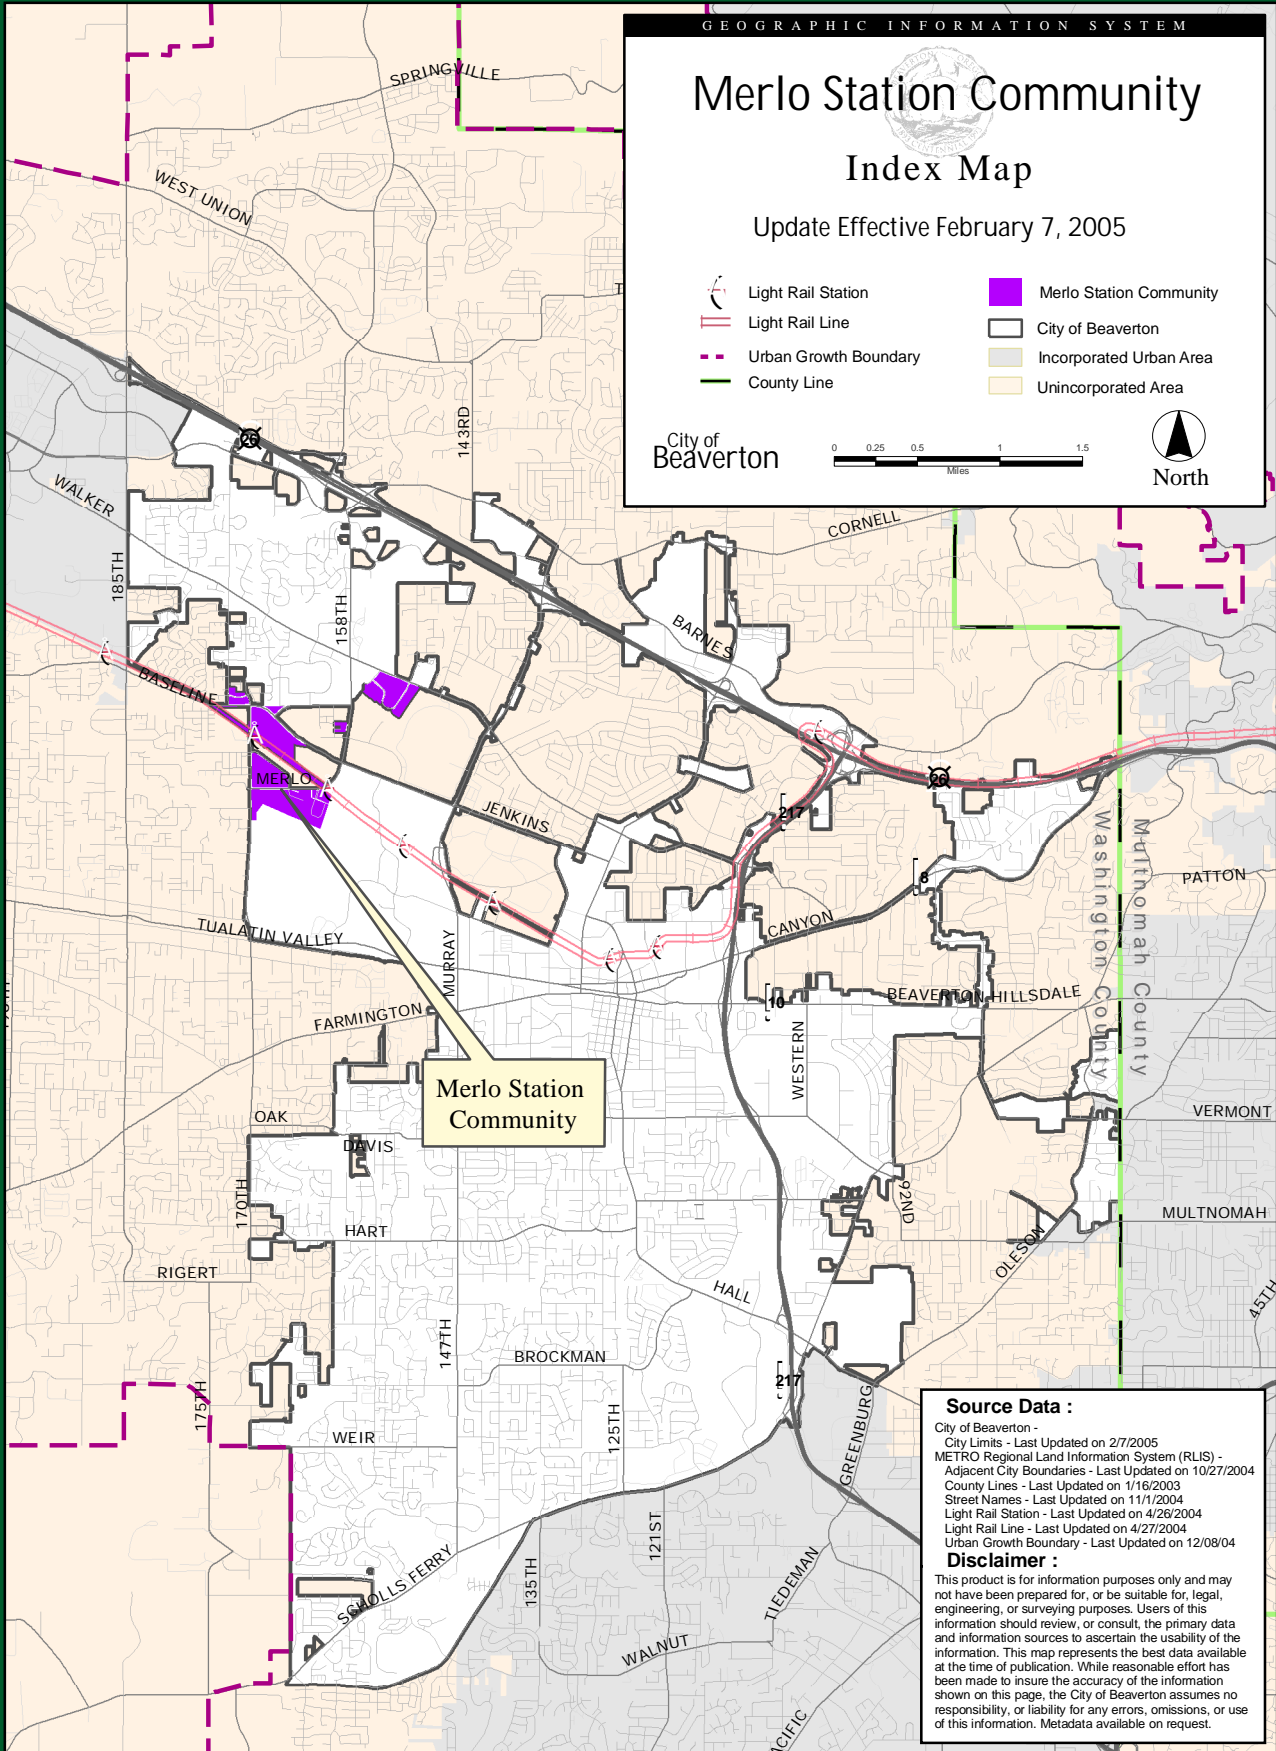 GEOGRAPHIC INFORMATION SYSTEM
Merlo Station Community
Index Map
Update Effective February 7, 2005
Light Rail Station
Light Rail Line
Urban Growth Boundary
County Line
Merlo Station Community
City of Beaverton
Incorporated Urban Area
Unincorporated Area
City of
Beaverton
0 0.25 0.5 1 1.5
Miles
North
SPRINGVILLE
WEST UNION
143RD
26
WALKER
185TH
158TH
CORNELL
BARNES
BASELINE
MERLO
JENKINS
217
26
8
Washington County
Multnomah County
PATTON
CANYON
TUALATIN VALLEY
MURRAY
10
BEAVERTON HILLSDALE
FARMINGTON
WESTERN
Merlo Station
Community
OAK
DAVIS
VERMONT
170TH
92ND
HART
MULTNOMAH
OLESON
RIGERT
HALL
45TH
147TH
BROCKMAN
217
175TH
125TH
GREENBURG
WEIR
121ST
135TH
SCHOLLS FERRY
TIEDEMAN
WALNUT
Source Data :
City of Beaverton -
City Limits - Last Updated on 2/7/2005
METRO Regional Land Information System (RLIS) -
Adjacent City Boundaries - Last Updated on 10/27/2004
County Lines - Last Updated on 1/16/2003
Street Names - Last Updated on 11/1/2004
Light Rail Station - Last Updated on 4/26/2004
Light Rail Line - Last Updated on 4/27/2004
Urban Growth Boundary - Last Updated on 12/08/04
Disclaimer :
This product is for information purposes only and may
not have been prepared for, or be suitable for, legal,
engineering, or surveying purposes. Users of this
information should review, or consult, the primary data
and information sources to ascertain the usability of the
information. This map represents the best data available
at the time of publication. While reasonable effort has
been made to insure the accuracy of the information
shown on this page, the City of Beaverton assumes no
responsibility, or liability for any errors, omissions, or use
of this information. Metadata available on request.